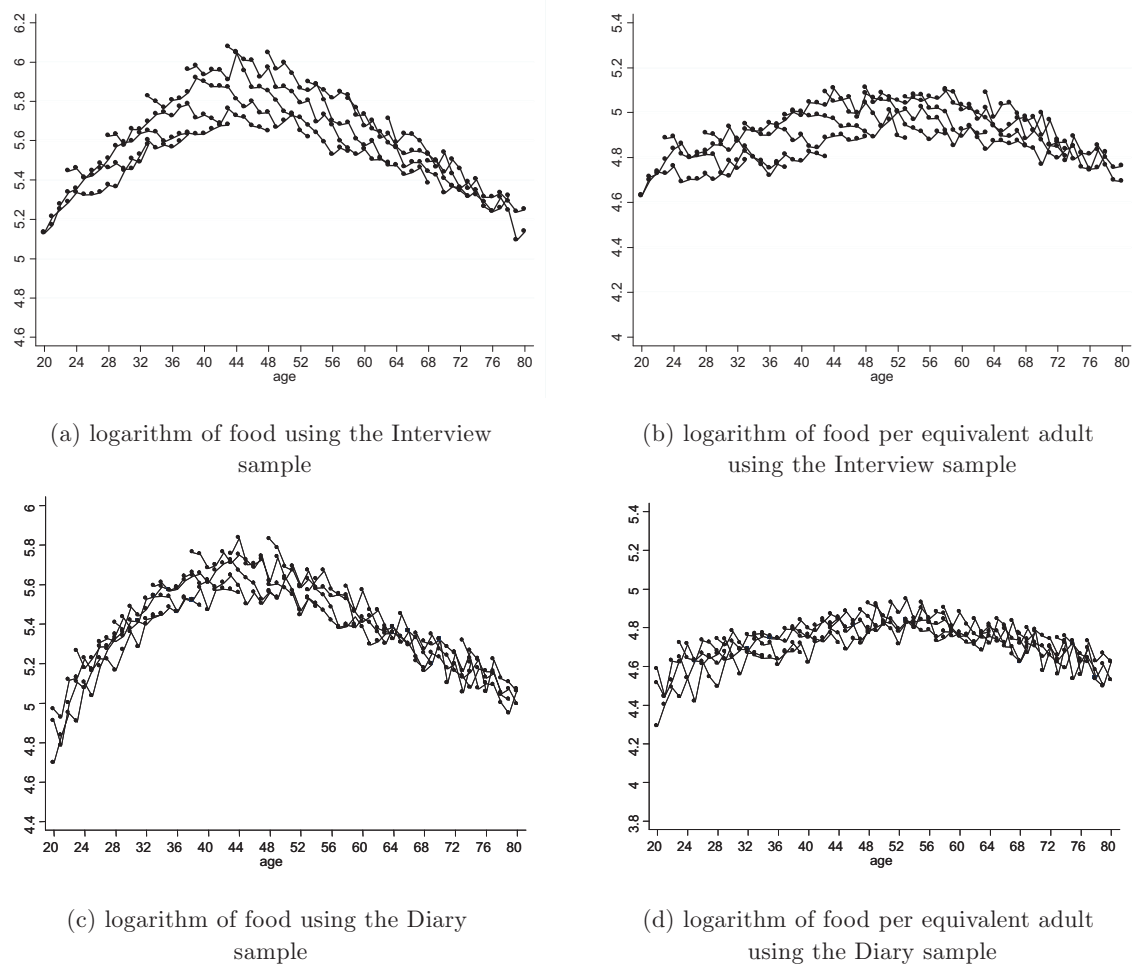 6.2
6
5.8
5.6
5.4
5.2
5
4.8
4.6
20 24 28 32 36 40 44 48 52 56 60 64 68 72 76 80
age
(a) logarithm of food using the Interview
sample
5.4
5.2
5
4.8
4.6
4.4
4.2
4
20 24 28 32 36 40 44 48 52 56 60 64 68 72 76 80
age
(b) logarithm of food per equivalent adult
using the Interview sample
6
5.8
5.6
5.4
5.2
5
4.8
4.6
4.4
20 24 28 32 36 40 44 48 52 56 60 64 68 72 76 80
age
(c) logarithm of food using the Diary
sample
5.4
5.2
5
4.8
4.6
4.4
4.2
4
3.8
20 24 28 32 36 40 44 48 52 56 60 64 68 72 76 80
age
(d) logarithm of food per equivalent adult
using the Diary sample